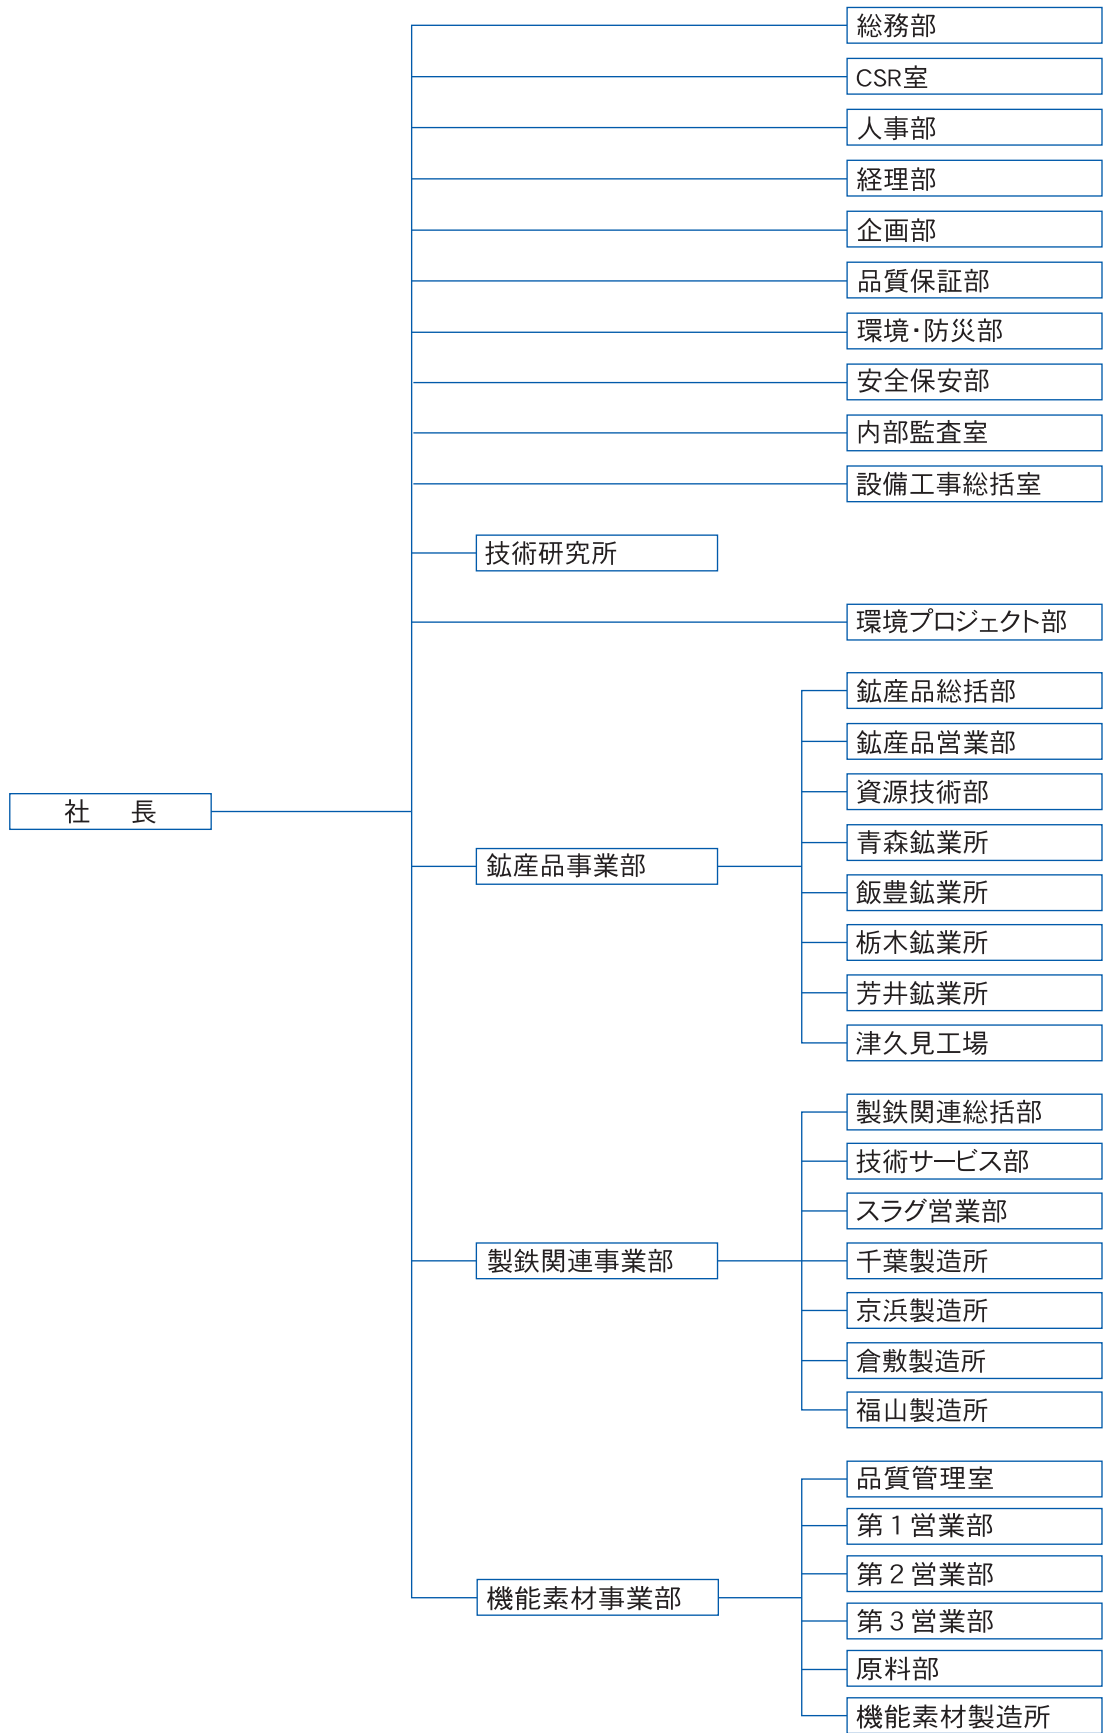 総務部
CSR室
人事部
経理部
企画部
品質保証部
環境・防災部
安全保安部
内部監査室
設備工事総括室
技術研究所
環境プロジェクト部
社　長
鉱産品事業部
鉱産品総括部
鉱産品営業部
資源技術部
青森鉱業所
飯豊鉱業所
栃木鉱業所
芳井鉱業所
津久見工場
製鉄関連事業部
製鉄関連総括部
技術サービス部
スラグ営業部
千葉製造所
京浜製造所
倉敷製造所
福山製造所
機能素材事業部
品質管理室
第１営業部
第２営業部
第３営業部
原料部
機能素材製造所